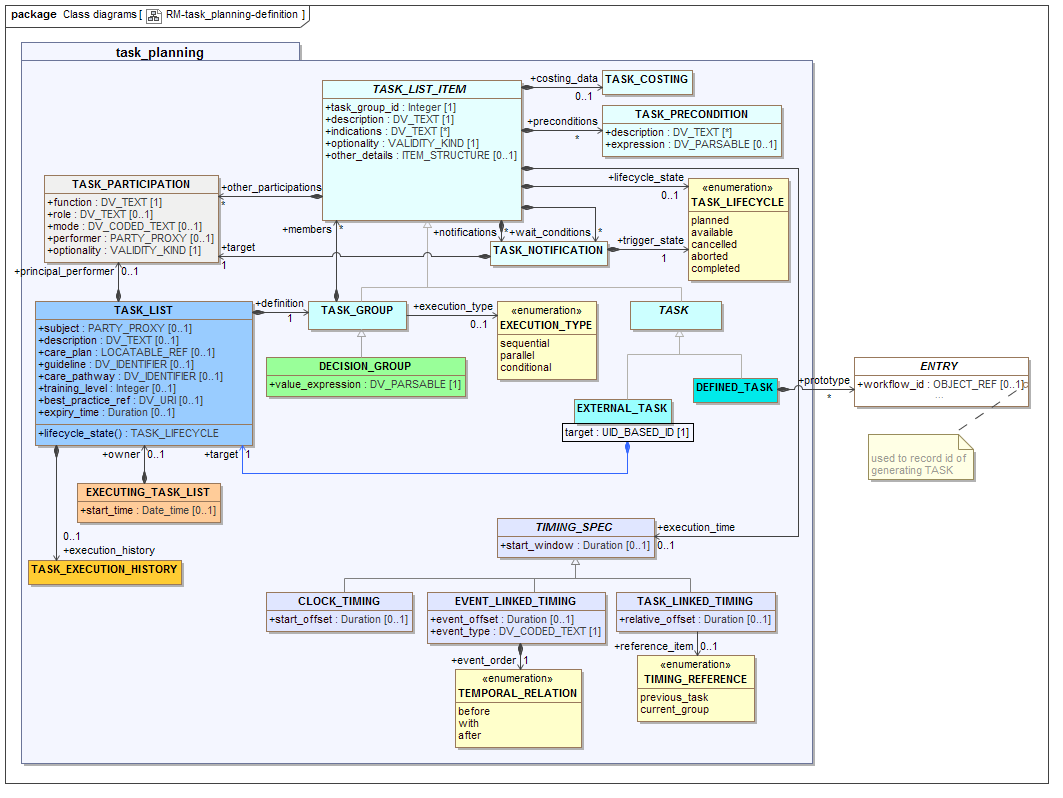 package Class diagrams [ RM-task_planning-definition ]
task_planning
TASK_LIST_ITEM
+task_group_id : Integer [1]
+description : DV_TEXT [1]
+indications : DV_TEXT [*]
+optionality : VALIDITY_KIND [1]
+other_details : ITEM_STRUCTURE [0..1]
+costing_data
0..1
TASK_COSTING
+preconditions
*
TASK_PRECONDITION
+description : DV_TEXT [*]
+expression : DV_PARSABLE [0..1]
+lifecycle_state
0..1
«enumeration»
TASK_LIFECYCLE
planned
available
cancelled
aborted
completed
TASK_PARTICIPATION
+function : DV_TEXT [1]
+role : DV_TEXT [0..1]
+mode : DV_CODED_TEXT [0..1]
+performer : PARTY_PROXY [0..1]
+optionality : VALIDITY_KIND [1]
+other_participations
*
+members
*
+notifications
*
+wait_conditions
*
TASK_NOTIFICATION
+trigger_state
1
+target
1
+principal_performer
0..1
TASK_LIST
+subject : PARTY_PROXY [0..1]
+description : DV_TEXT [0..1]
+care_plan : LOCATABLE_REF [0..1]
+guideline : DV_IDENTIFIER [0..1]
+care_pathway : DV_IDENTIFIER [0..1]
+training_level : Integer [0..1]
+best_practice_ref : DV_URI [0..1]
+expiry_time : Duration [0..1]
+lifecycle_state() : TASK_LIFECYCLE
+definition
1
TASK_GROUP
+execution_type
0..1
«enumeration»
EXECUTION_TYPE
sequential
parallel
conditional
TASK
DECISION_GROUP
+value_expression : DV_PARSABLE [1]
DEFINED_TASK
+prototype
*
ENTRY
+workflow_id : OBJECT_REF [0..1]
...
used to record id of
generating TASK
EXTERNAL_TASK
target : UID_BASED_ID [1]
+owner
0..1
+target
1
EXECUTING_TASK_LIST
+start_time : Date_time [0..1]
0..1
+execution_history
TASK_EXECUTION_HISTORY
TIMING_SPEC
+start_window : Duration [0..1]
+execution_time
0..1
CLOCK_TIMING
+start_offset : Duration [0..1]
EVENT_LINKED_TIMING
+event_offset : Duration [0..1]
+event_type : DV_CODED_TEXT [1]
TASK_LINKED_TIMING
+relative_offset : Duration [0..1]
+event_order
1
«enumeration»
TEMPORAL_RELATION
before
with
after
+reference_item
0..1
«enumeration»
TIMING_REFERENCE
previous_task
current_group